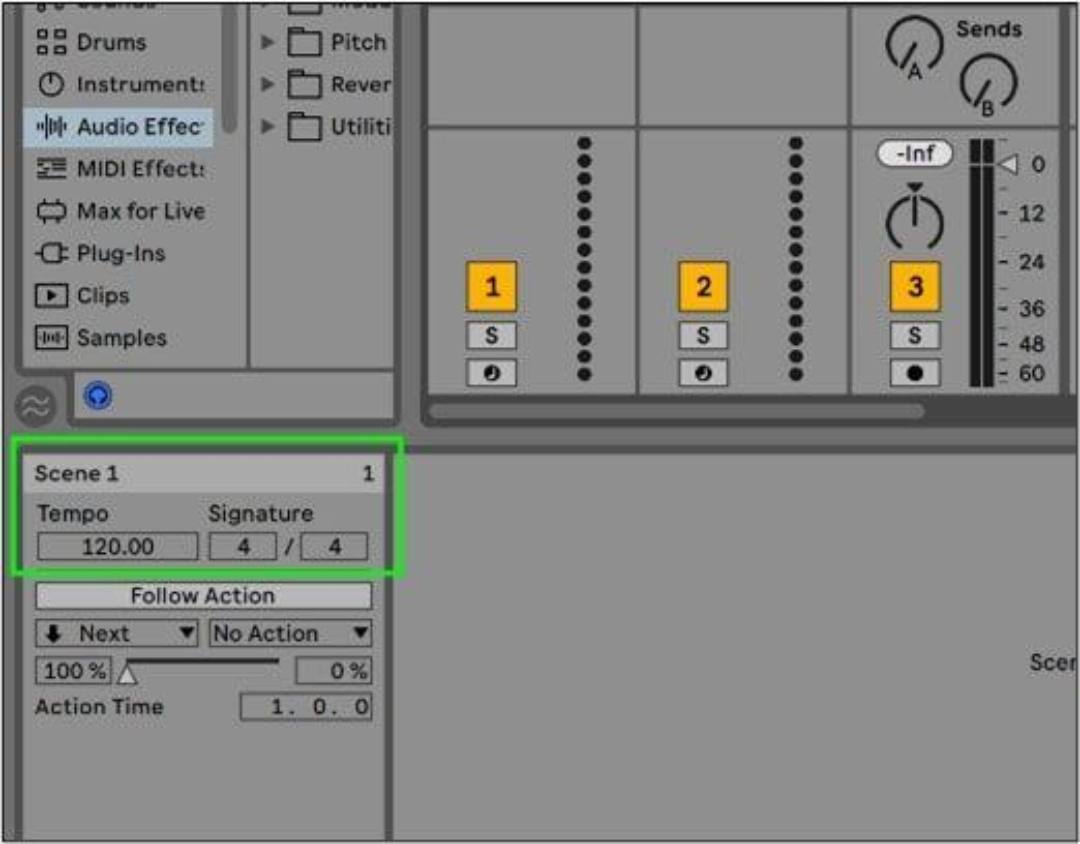 Drums
Instrument
Audio Effec
MIDI Effect
Max for Live
Plug-Ins
Clips
Samples
Pitch
Rever
Utiliti
Sends
A
B
-Inf
0
12
24
36
48
60
1
2
3
S
S
S
Scene 1 1
Tempo Signature
120.00 4 / 4
Follow Action
Next No Action
100 % 0 %
Action Time 1. 0. 0
Scen